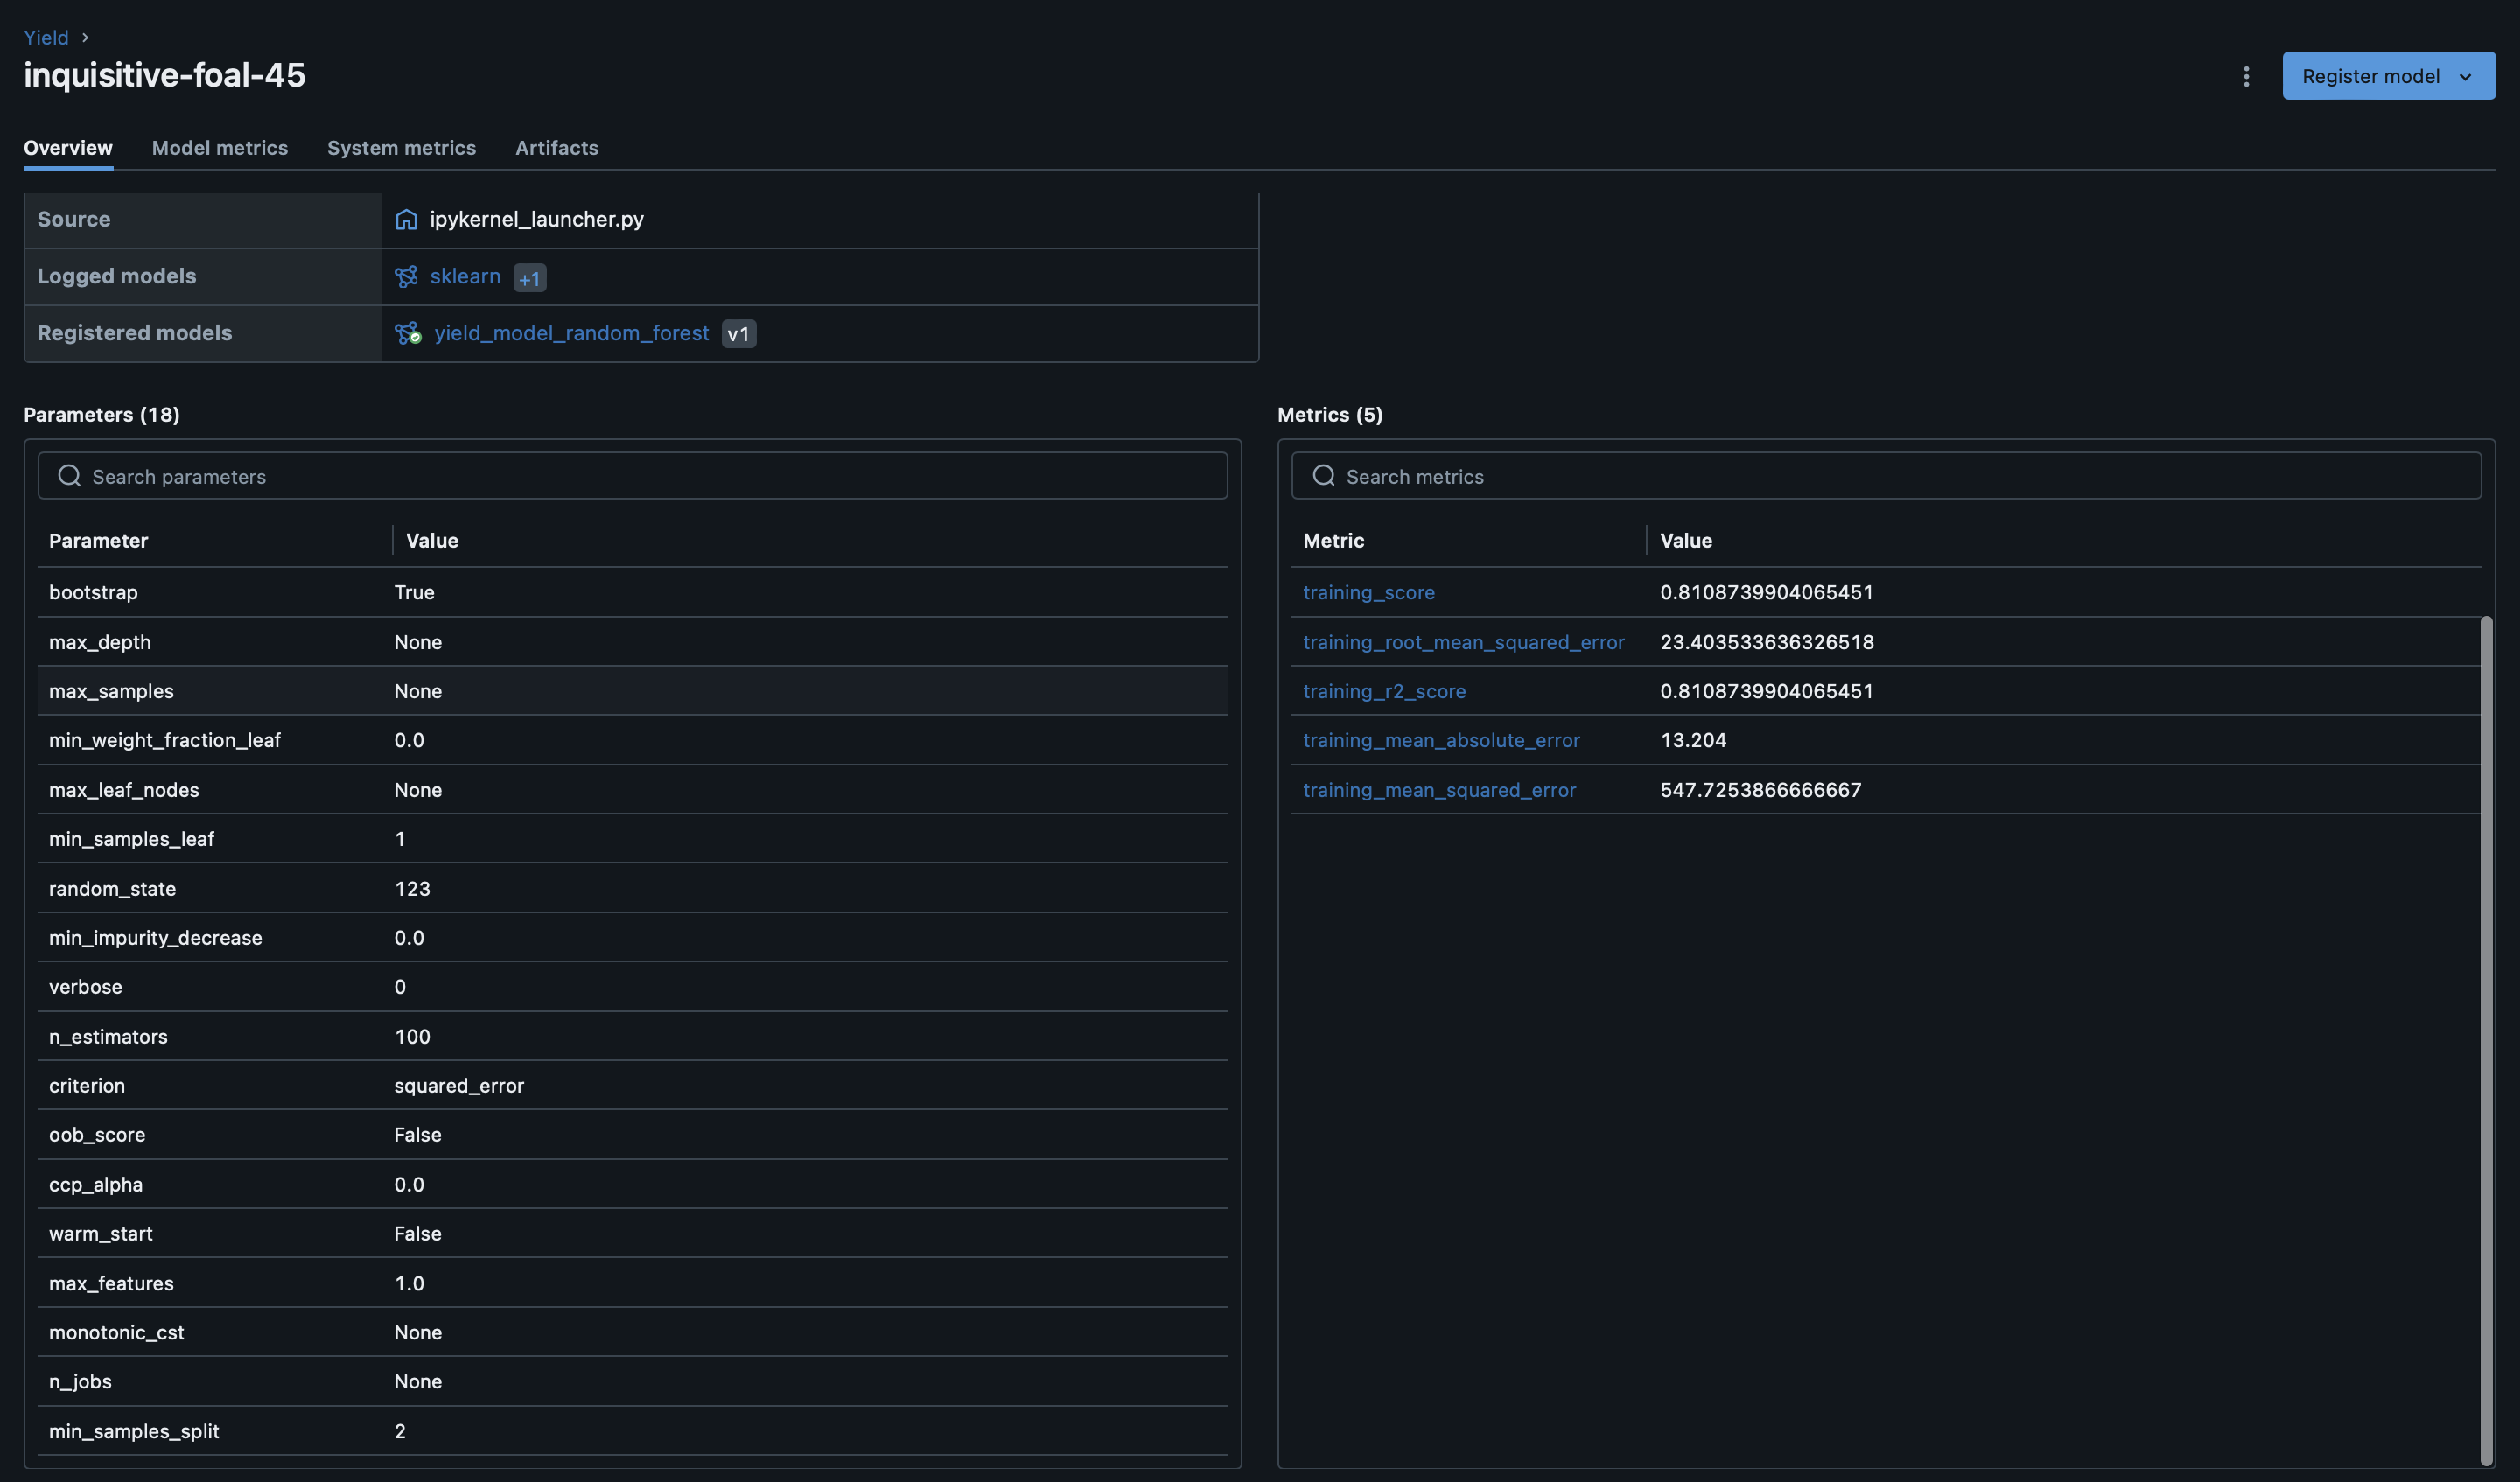 Yield
inquisitive-foal-45
Register model
Overview Model metrics System metrics Artifacts
Source ipykernel_launcher.py
Logged models sklearn +1
Registered models yield_model_random_forest v1
Parameters (18)
Search parameters
Parameter Value
bootstrap True
max_depth None
max_samples None
min_weight_fraction_leaf 0.0
max_leaf_nodes None
min_samples_leaf 1
random_state 123
min_impurity_decrease 0.0
verbose 0
n_estimators 100
criterion squared_error
oob_score False
ccp_alpha 0.0
warm_start False
max_features 1.0
monotonic_cst None
n_jobs None
min_samples_split 2
Metrics (5)
Search metrics
Metric Value
training_score 0.8108739904065451
training_root_mean_squared_error 23.403533636326518
training_r2_score 0.8108739904065451
training_mean_absolute_error 13.204
training_mean_squared_error 547.7253866666667